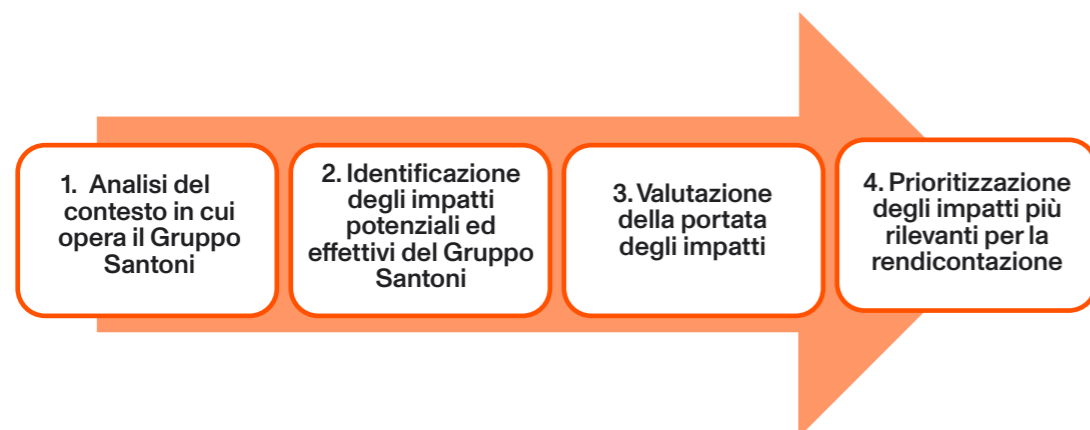 1. Analisi del
contesto in cui
opera il Gruppo
Santoni
2. Identificazione
degli impatti
potenziali ed
effettivi del Gruppo
Santoni
3. Valutazione
della portata
degli impatti
4. Prioritizzazione
degli impatti più
rilevanti per la
rendicontazione